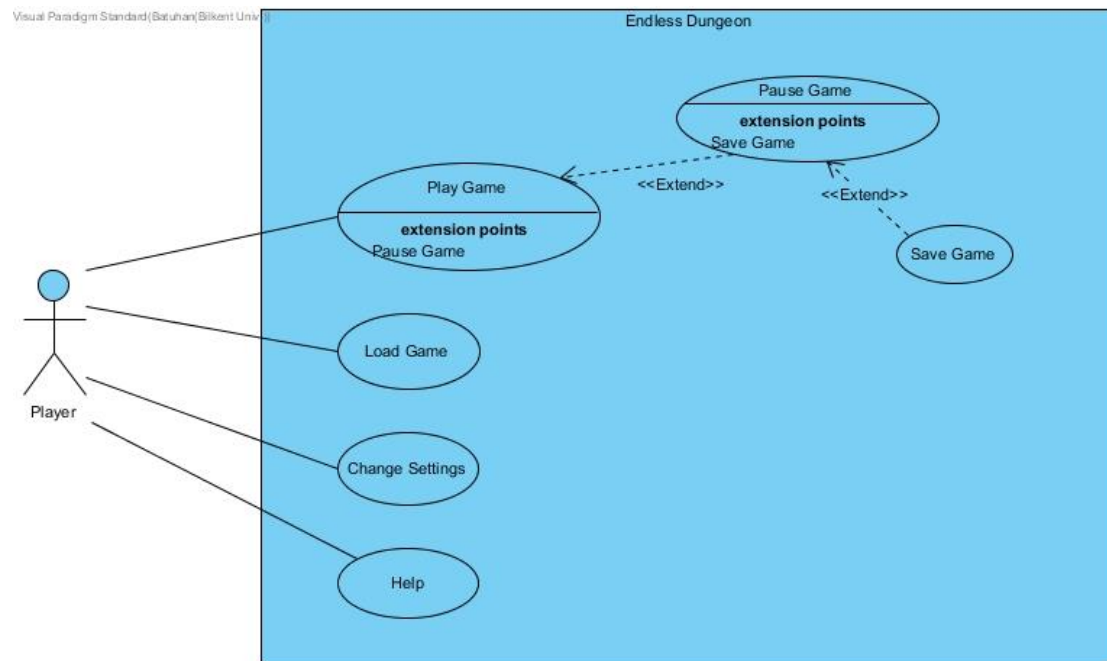 Visual Paradigm Standard(Batuhan(Bilkent Univ.))
Endless Dungeon
Pause Game
extension points
Save Game
<<Extend>>
<<Extend>>
Play Game
extension points
Pause Game
Save Game
Load Game
Player
Change Settings
Help